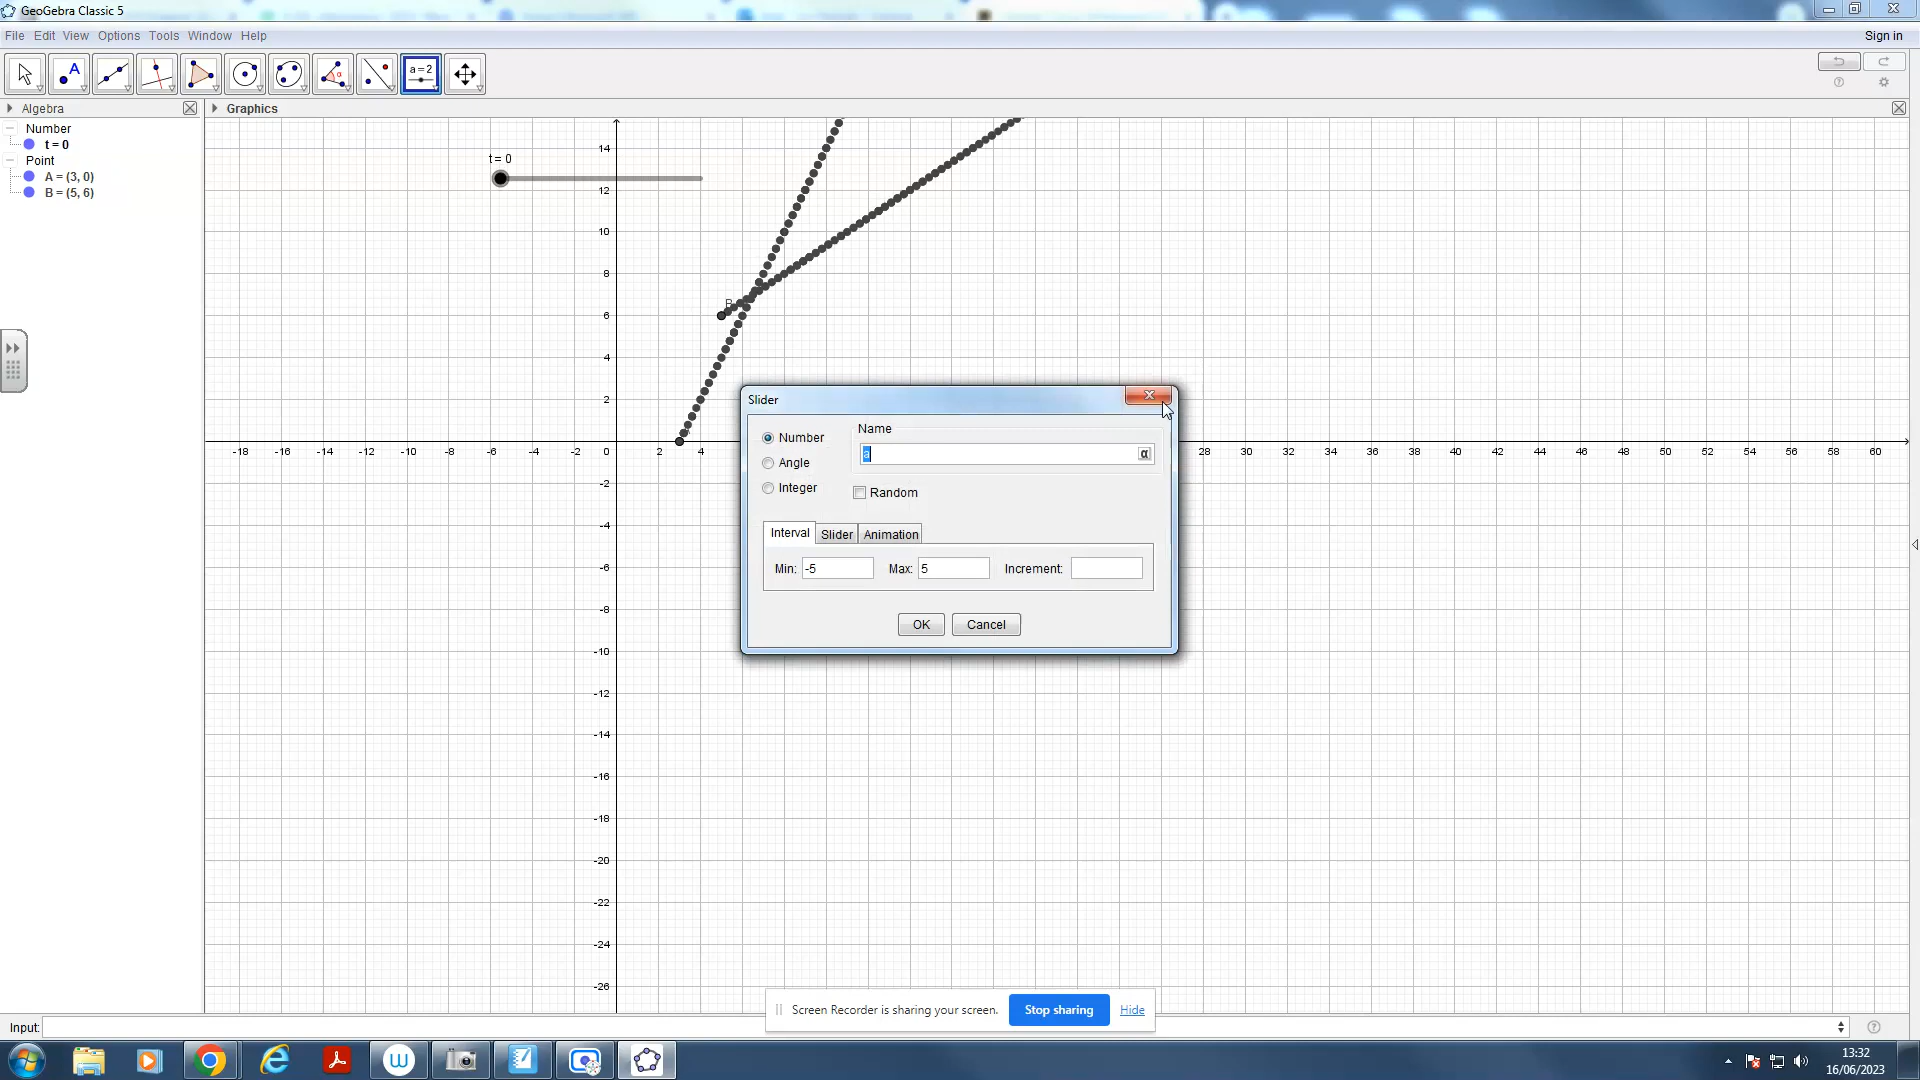 GeoGebra Classic 5
File Edit View Options Tools Window Help
Sign in
A
α
a = 2
Algebra
Graphics
Number
t = 0
Point
A = (3, 0)
B = (5, 6)
t = 0
14
12
10
8
6
4
2
B
-18 -16 -14 -12 -10 -8 -6 -4 -2 0 2 4 28 30 32 34 36 38 40 42 44 46 48 50 52 54 56 58 60
-2
-4
-6
-8
-10
-12
-14
-16
-18
-20
-22
-24
-26
Slider
Number
Angle
Integer
Name
a
α
Random
Interval Slider Animation
Min: -5 Max: 5 Increment:
OK Cancel
Screen Recorder is sharing your screen. Stop sharing Hide
Input:
13:32
16/06/2023